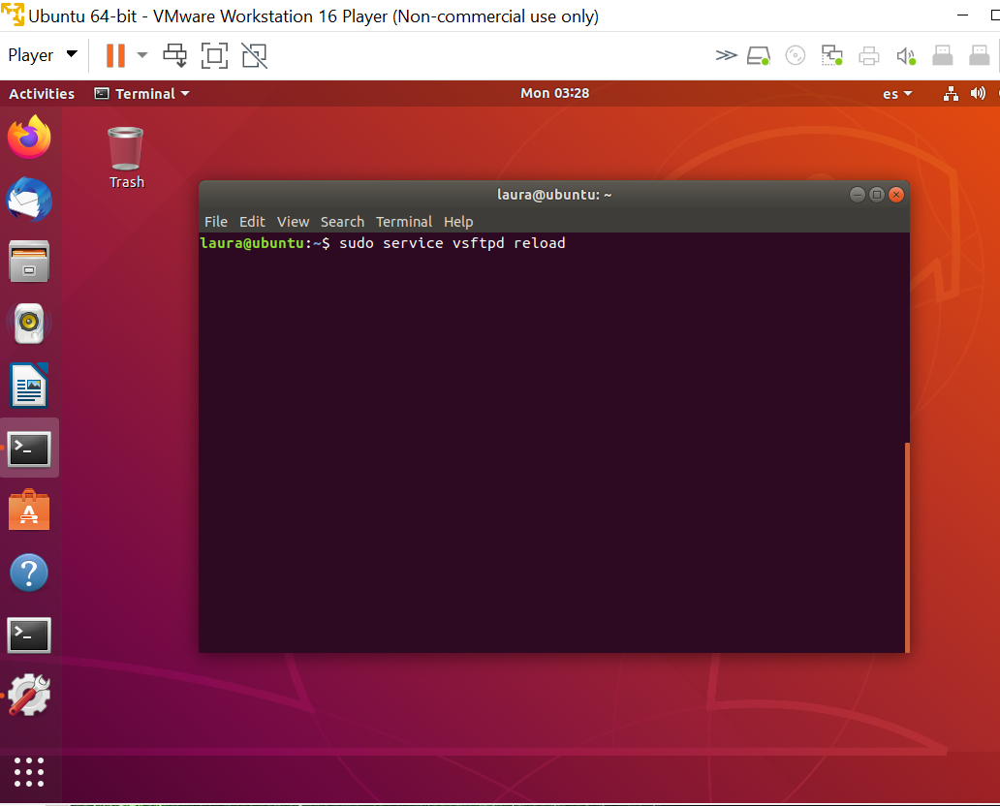 Ubuntu 64-bit - VMware Workstation 16 Player (Non-commercial use only)
Player
Activities Terminal Mon 03:28 es
Trash
laura@ubuntu: ~
File Edit View Search Terminal Help
laura@ubuntu:~$ sudo service vsftpd reload